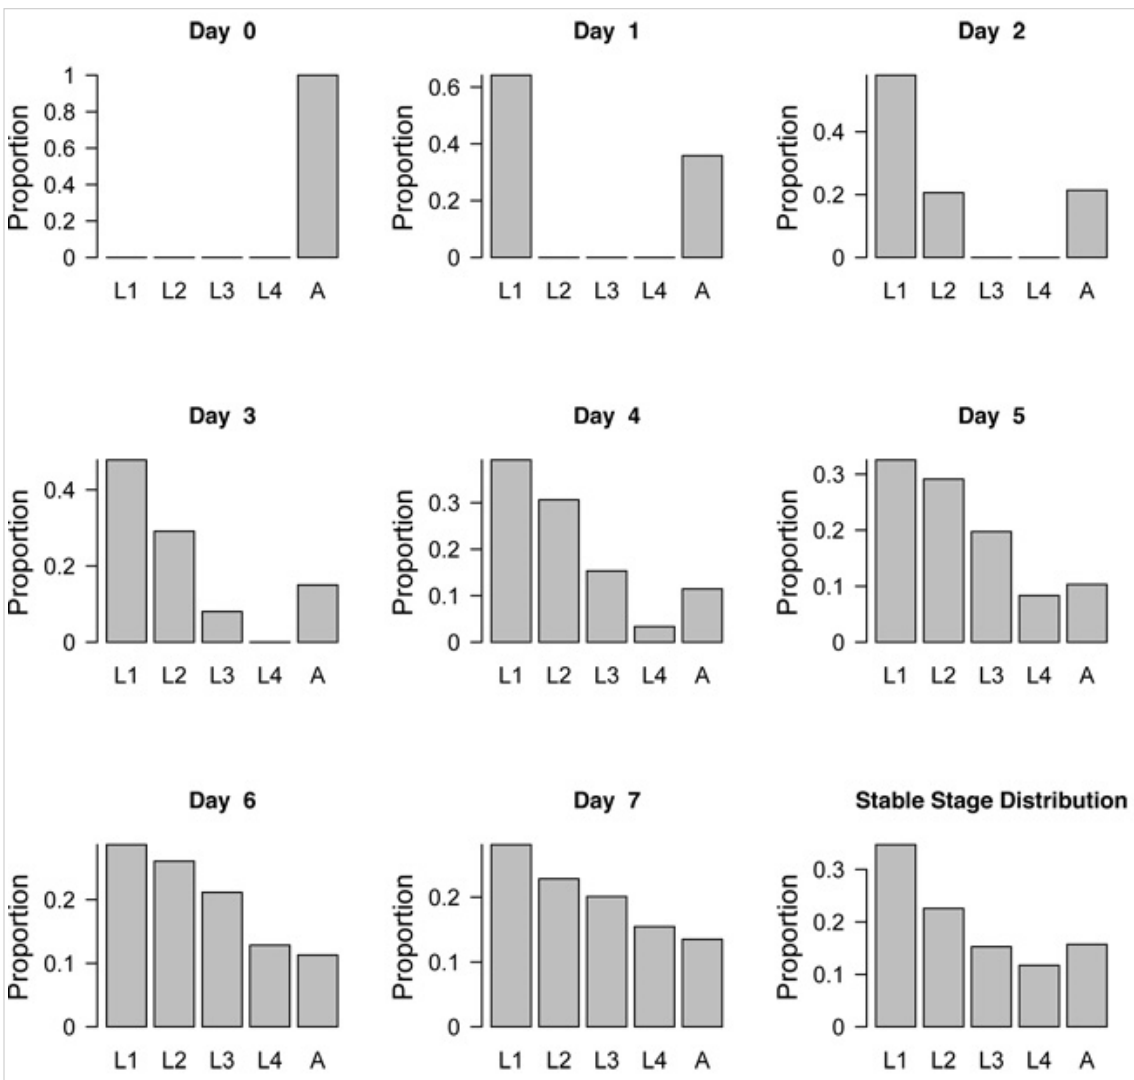 Day 0
Proportion
1
0.8
0.6
0.4
0.2
0
L1 L2 L3 L4 A
Day 1
Proportion
0.6
0.4
0.2
0
L1 L2 L3 L4 A
Day 2
Proportion
0.4
0.2
0
L1 L2 L3 L4 A
Day 3
Proportion
0.4
0.2
0
L1 L2 L3 L4 A
Day 4
Proportion
0.3
0.2
0.1
0
L1 L2 L3 L4 A
Day 5
Proportion
0.3
0.2
0.1
0
L1 L2 L3 L4 A
Day 6
Proportion
0.2
0.1
0
L1 L2 L3 L4 A
Day 7
Proportion
0.2
0.1
0
L1 L2 L3 L4 A
Stable Stage Distribution
Proportion
0.3
0.2
0.1
0
L1 L2 L3 L4 A